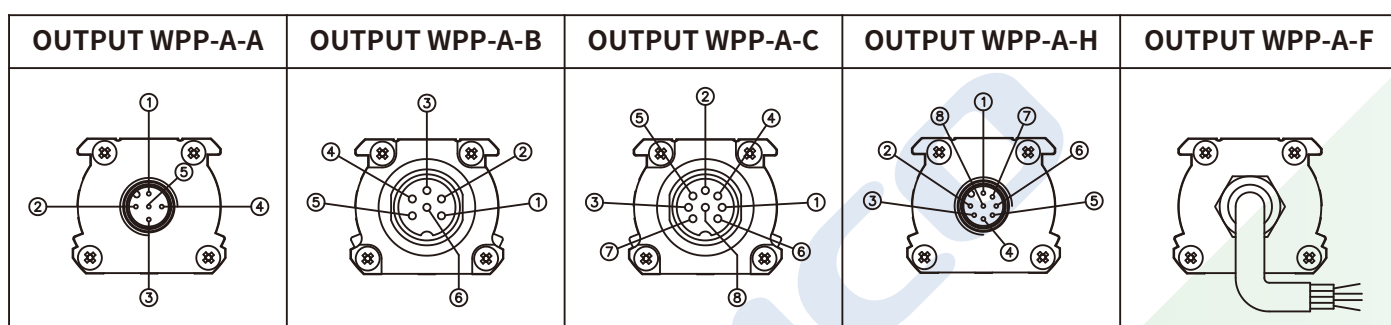 OUTPUT WPP-A-A OUTPUT WPP-A-B OUTPUT WPP-A-C OUTPUT WPP-A-H OUTPUT WPP-A-F
① ⑤ ② ④ ③
③ ④ ② ⑤ ① ⑥
② ⑤ ④ ③ ① ⑦ ⑥ ⑧
① ⑧ ⑦ ② ⑥ ③ ⑤ ④